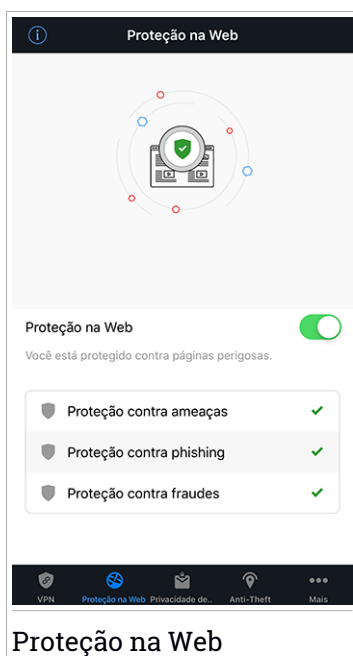 Proteção na Web
Proteção na Web
Você está protegido contra páginas perigosas.
Proteção contra ameaças
Proteção contra phishing
Proteção contra fraudes
VPN
Proteção na Web
Privacidade de...
Anti-Theft
Mais
Proteção na Web